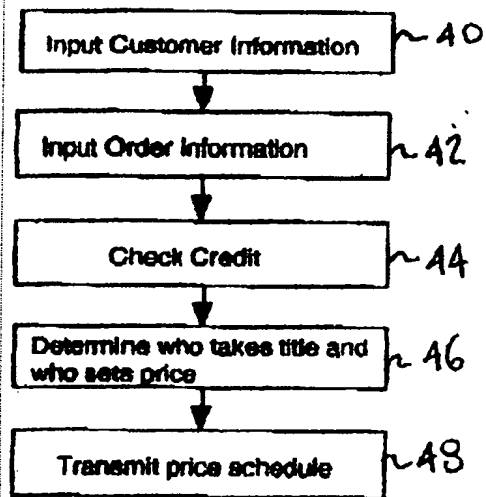 Input Customer Information 40
Input Order Information 42
Check Credit 44
Determine who takes title and
who sets price 46
Transmit price schedule 48